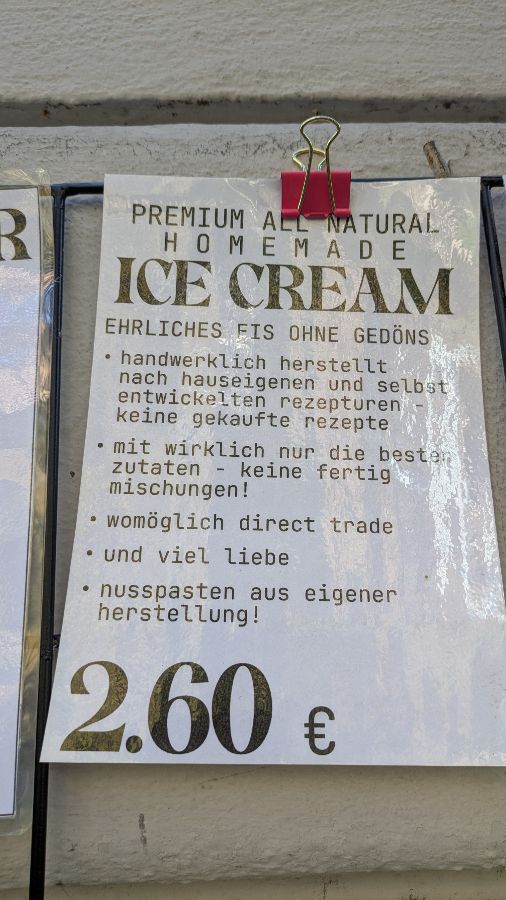 R
PREMIUM ALL NATURAL
HOMEMADE
ICE CREAM
EHRLICHES EIS OHNE GEDÖNS
• handwerklich herstellt
nach hauseigenen und selbst
entwickelten rezepturen -
keine gekaufte rezepte
• mit wirklich nur die besten
zutaten - keine fertig
mischungen!
• womöglich direct trade
• und viel liebe
• nusspasten aus eigener
herstellung!
2.60 €